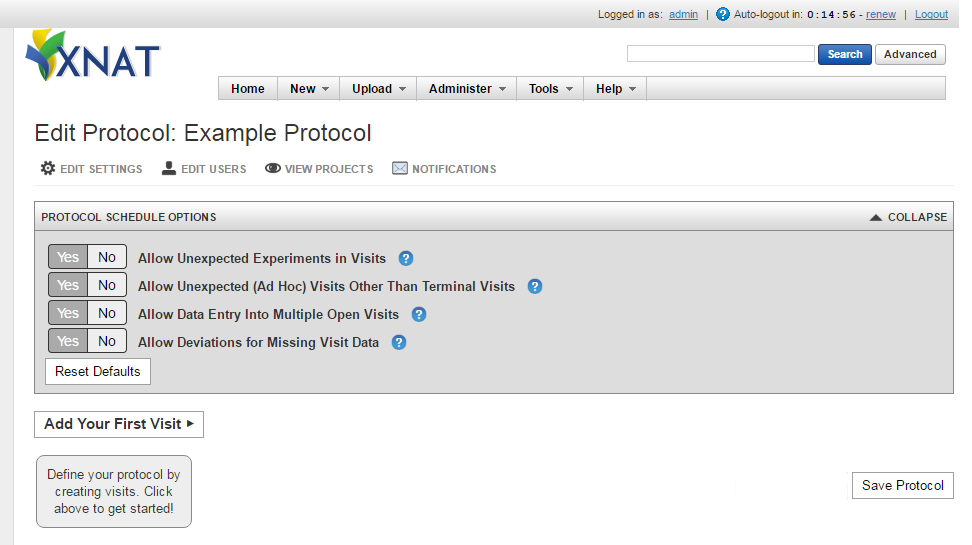 Logged in as: admin | ? Auto-logout in: 0:14:56 - renew | Logout
XNAT
Search Advanced
Home New Upload Administer Tools Help
Edit Protocol: Example Protocol
EDIT SETTINGS EDIT USERS VIEW PROJECTS NOTIFICATIONS
PROTOCOL SCHEDULE OPTIONS COLLAPSE
Yes No Allow Unexpected Experiments in Visits ?
Yes No Allow Unexpected (Ad Hoc) Visits Other Than Terminal Visits ?
Yes No Allow Data Entry Into Multiple Open Visits ?
Yes No Allow Deviations for Missing Visit Data ?
Reset Defaults
Add Your First Visit
Define your protocol by
creating visits. Click
above to get started!
Save Protocol